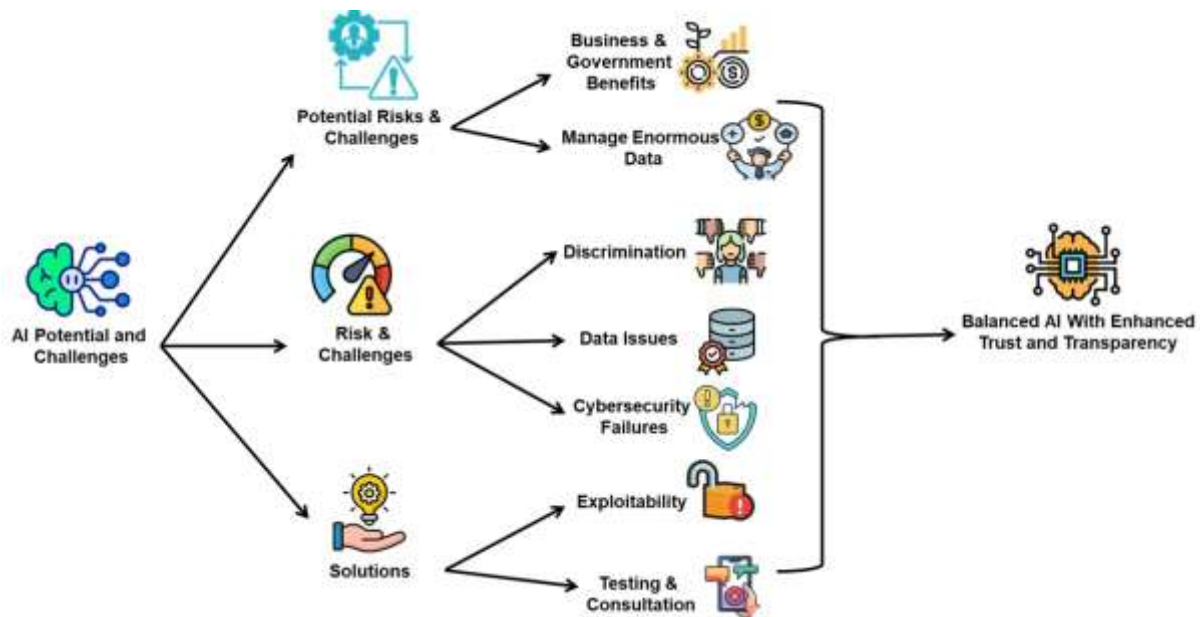 Business &
Government
Benefits
Potential Risks &
Challenges
Manage Enormous
Data
Discrimination
AI Potential and
Challenges
Risk &
Challenges
Data Issues
Balanced AI With Enhanced
Trust and Transparency
Cybersecurity
Failures
Exploitability
Solutions
Testing &
Consultation